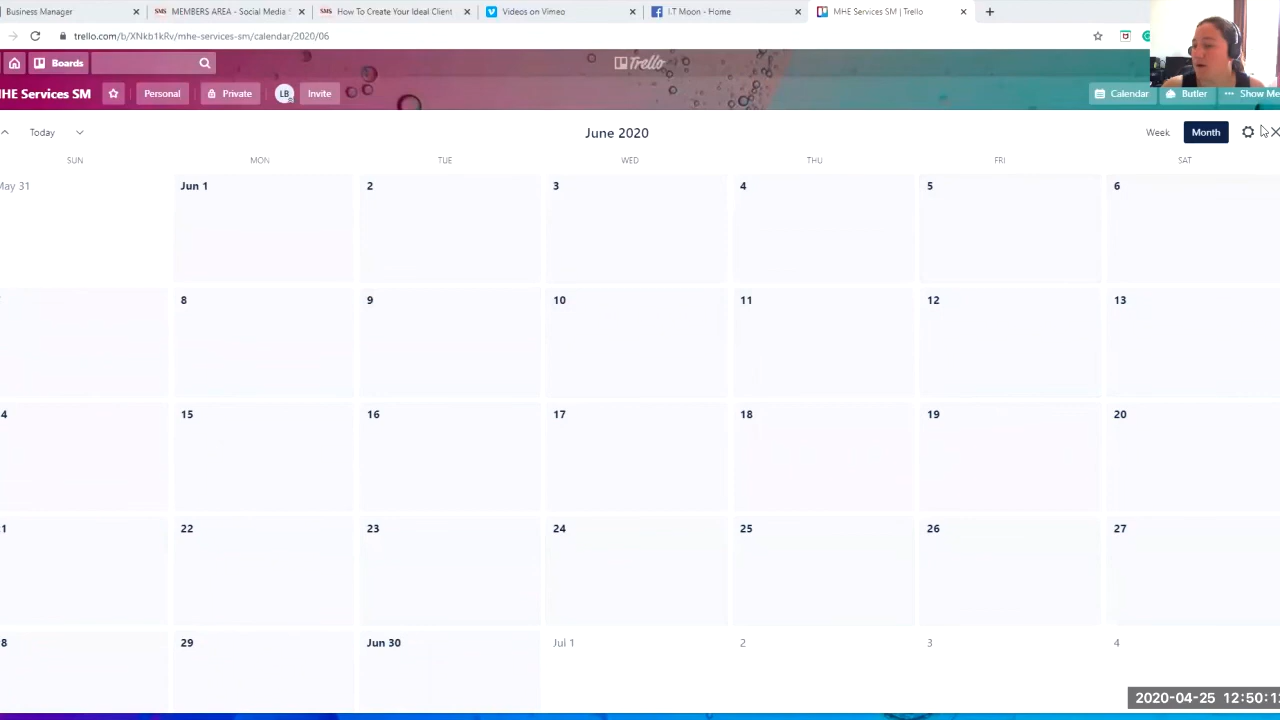 Business Manager
MEMBERS AREA - Social Media
How To Create Your Ideal Client
Videos on Vimeo
I.T Moon - Home
MHE Services SM | Trello
trello.com/b/XNkb1kRv/mhe-services-sm/calendar/2020/06
Boards
Trello
HE Services SM
Personal
Private
LB
Invite
Calendar
Butler
Show Me
Today
June 2020
Week
Month
SUN MON TUE WED THU FRI SAT
May 31 Jun 1 2 3 4 5 6
8 9 10 11 12 13
4 15 16 17 18 19 20
1 22 23 24 25 26 27
8 29 Jun 30 Jul 1 2 3 4
2020-04-25 12:50:1